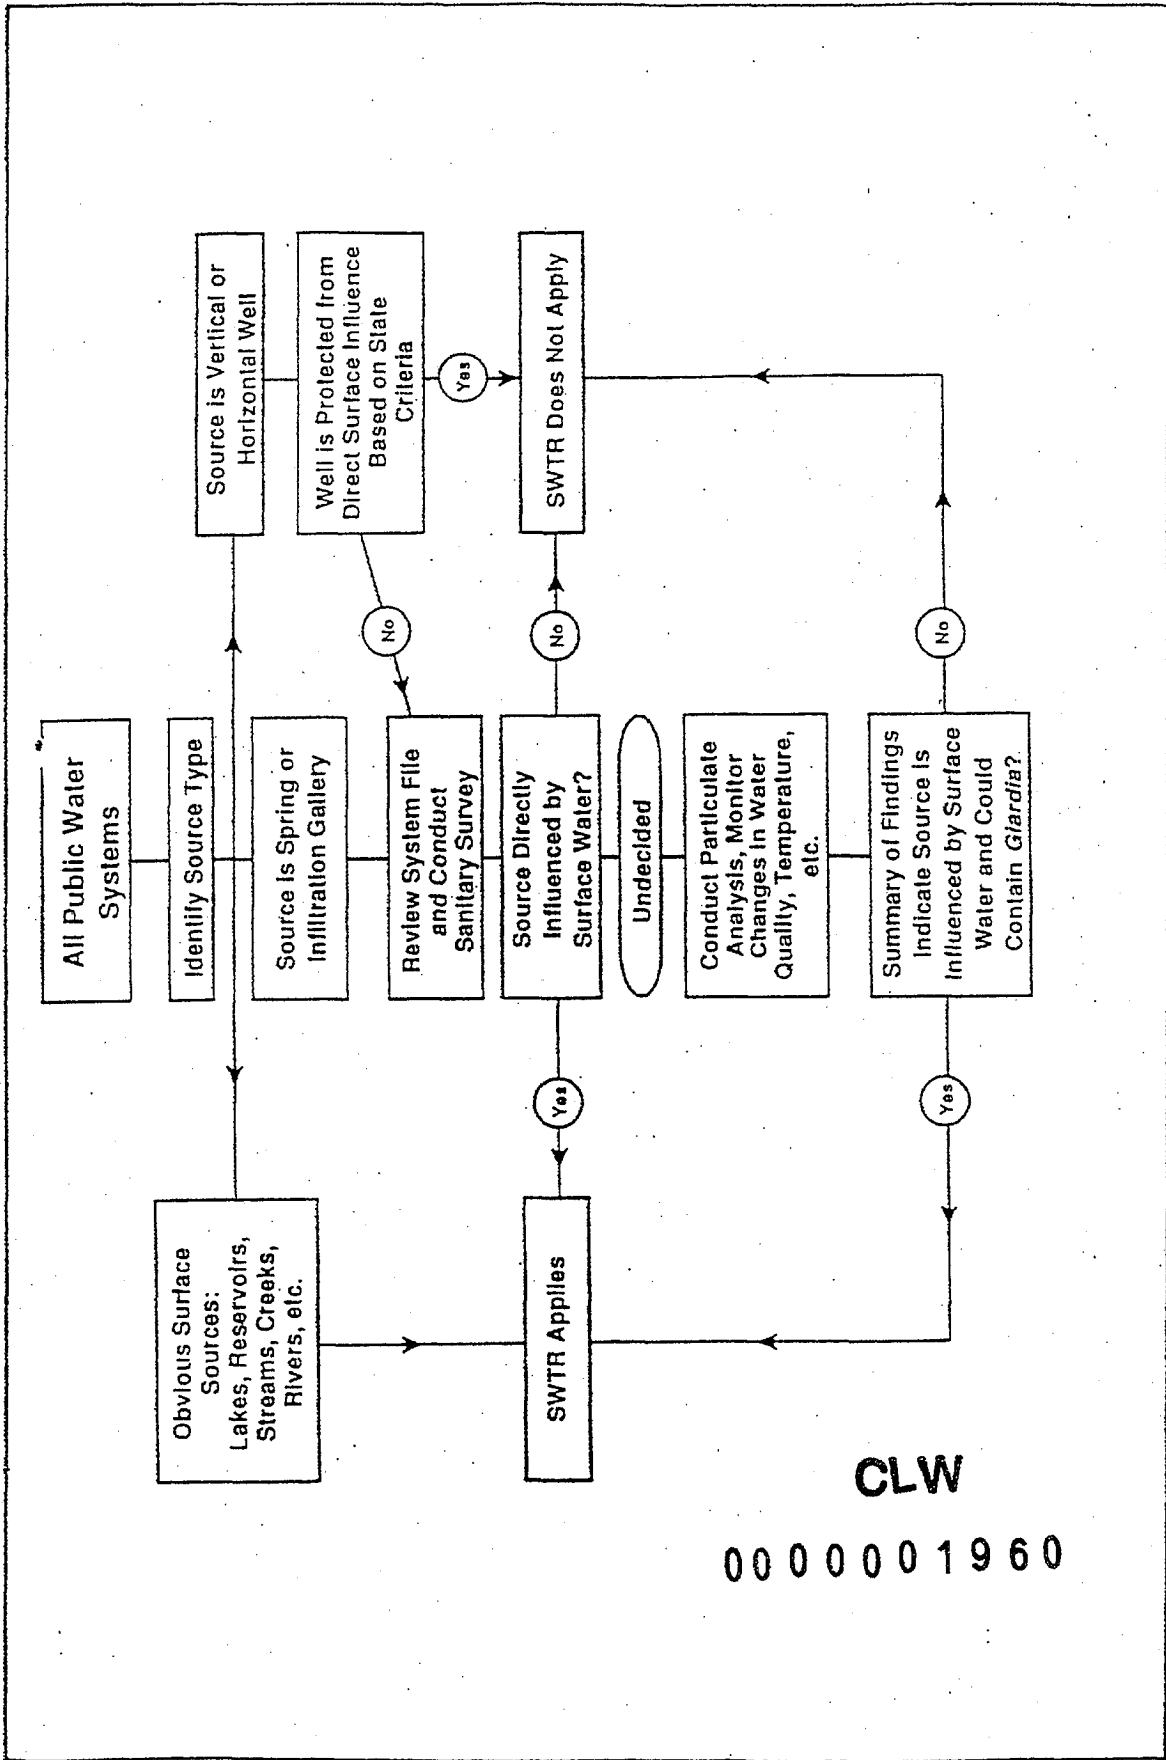 All Public Water
Systems
Identify Source Type
Obvious Surface
Sources:
Lakes, Reservoirs,
Streams, Creeks,
Rivers, etc.
Source is Spring or
Infiltration Gallery
Source is Vertical or
Horizontal Well
Well is Protected from
Direct Surface Influence
Based on State
Criteria
No
Yes
Review System File
and Conduct
Sanitary Survey
Source Directly
Influenced by
Surface Water?
Yes
No
SWTR Applies
SWTR Does Not Apply
Undecided
Conduct Particulate
Analysis, Monitor
Changes in Water
Quality, Temperature,
etc.
Summary of Findings
Indicate Source is
Influenced by Surface
Water and Could
Contain Giardia?
Yes
No
CLW
000001960